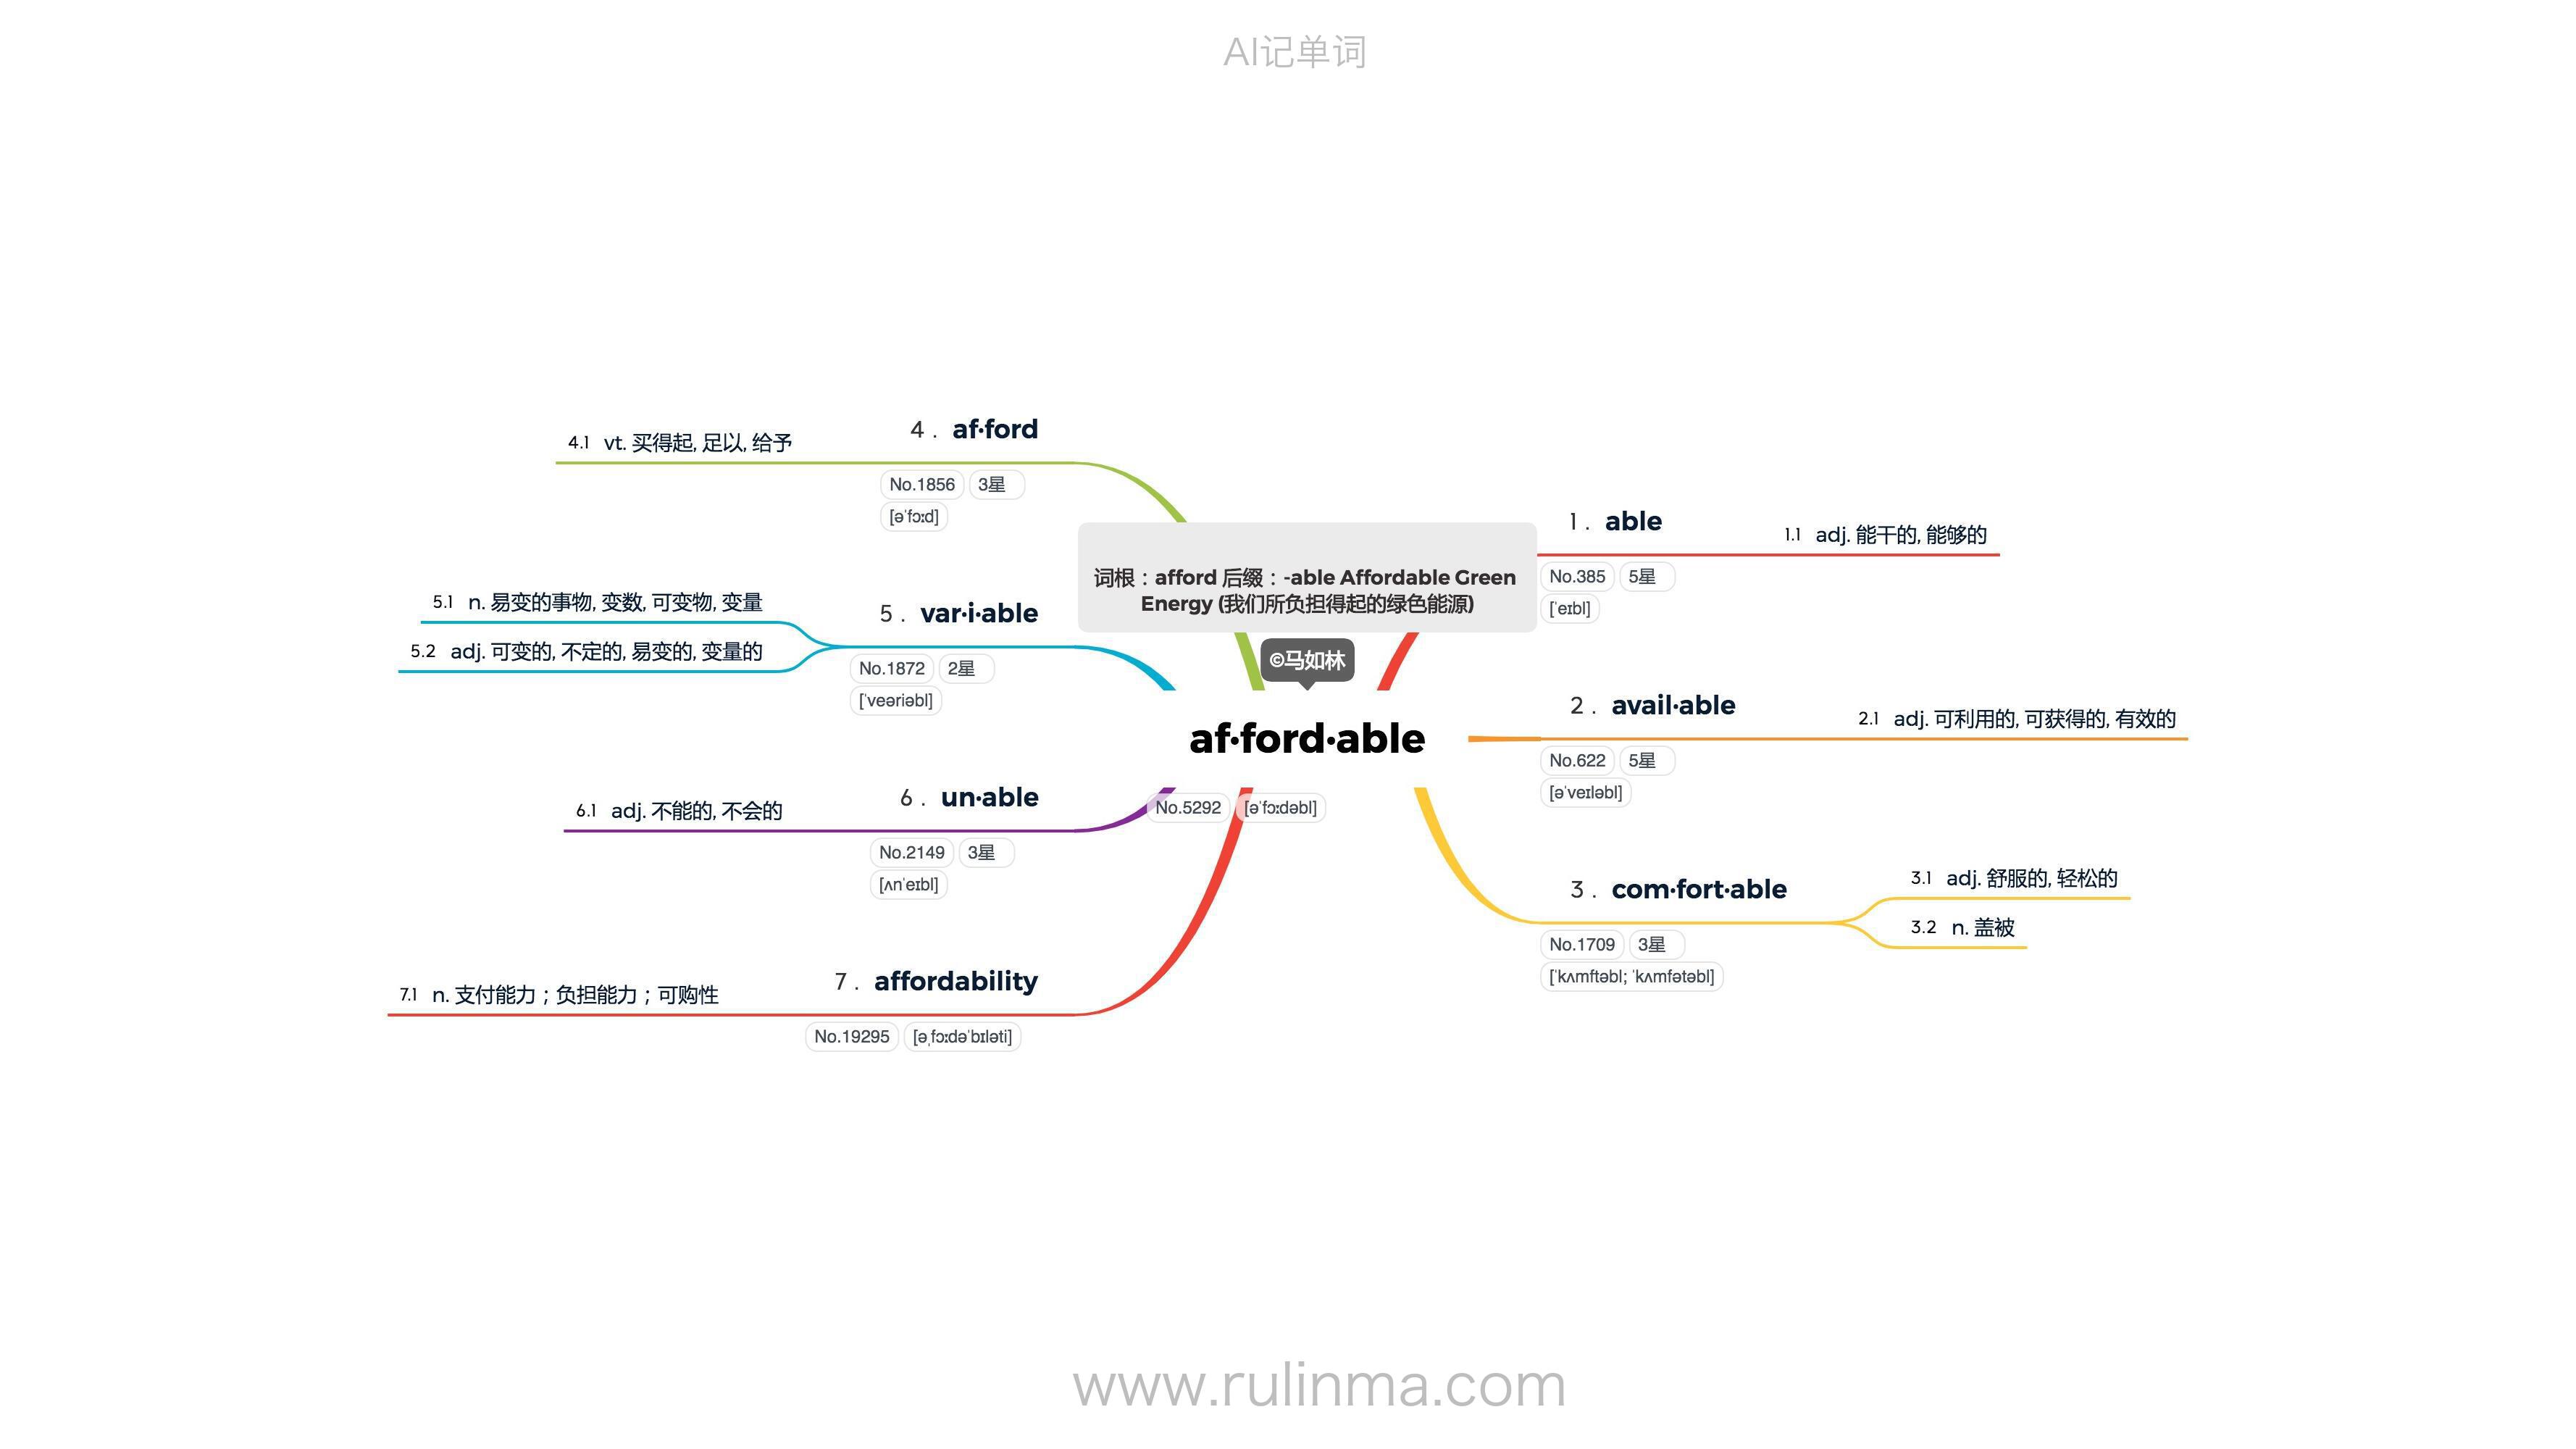 AI记单词
4 . af·ford
4.1 vt. 买得起, 足以, 给予
No.1856 3星
[əˈfɔːd]
5 . var·i·able
5.1 n. 易变的事物, 变数, 可变物, 变量
5.2 adj. 可变的, 不定的, 易变的, 变量的
No.1872 2星
[ˈveəriəbl]
6 . un·able
6.1 adj. 不能的, 不会的
No.2149 3星
[ʌnˈeɪbl]
7 . affordability
7.1 n. 支付能力；负担能力；可购性
No.19295 [əˌfɔːdəˈbɪləti]
词根：afford 后缀：-able Affordable Green
Energy (我们所负担得起的绿色能源)
©马如林
af·ford·able
No.5292 [əˈfɔːdəbl]
1 . able
1.1 adj. 能干的, 能够的
No.385 5星
[ˈeɪbl]
2 . avail·able
2.1 adj. 可利用的, 可获得的, 有效的
No.622 5星
[əˈveɪləbl]
3 . com·fort·able
3.1 adj. 舒服的, 轻松的
3.2 n. 盖被
No.1709 3星
[ˈkʌmftəbl; ˈkʌmfətəbl]
www.rulinma.com